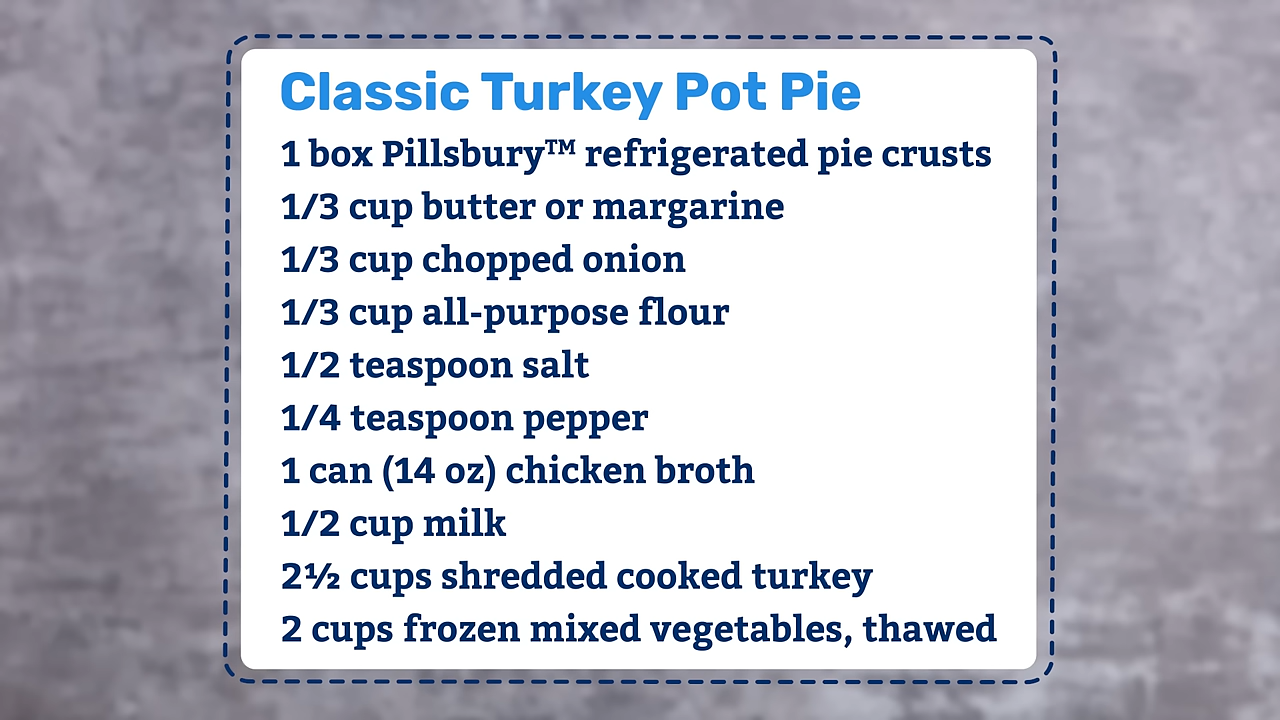 Classic Turkey Pot Pie
1 box Pillsbury™ refrigerated pie crusts
1/3 cup butter or margarine
1/3 cup chopped onion
1/3 cup all-purpose flour
1/2 teaspoon salt
1/4 teaspoon pepper
1 can (14 oz) chicken broth
1/2 cup milk
2½ cups shredded cooked turkey
2 cups frozen mixed vegetables, thawed